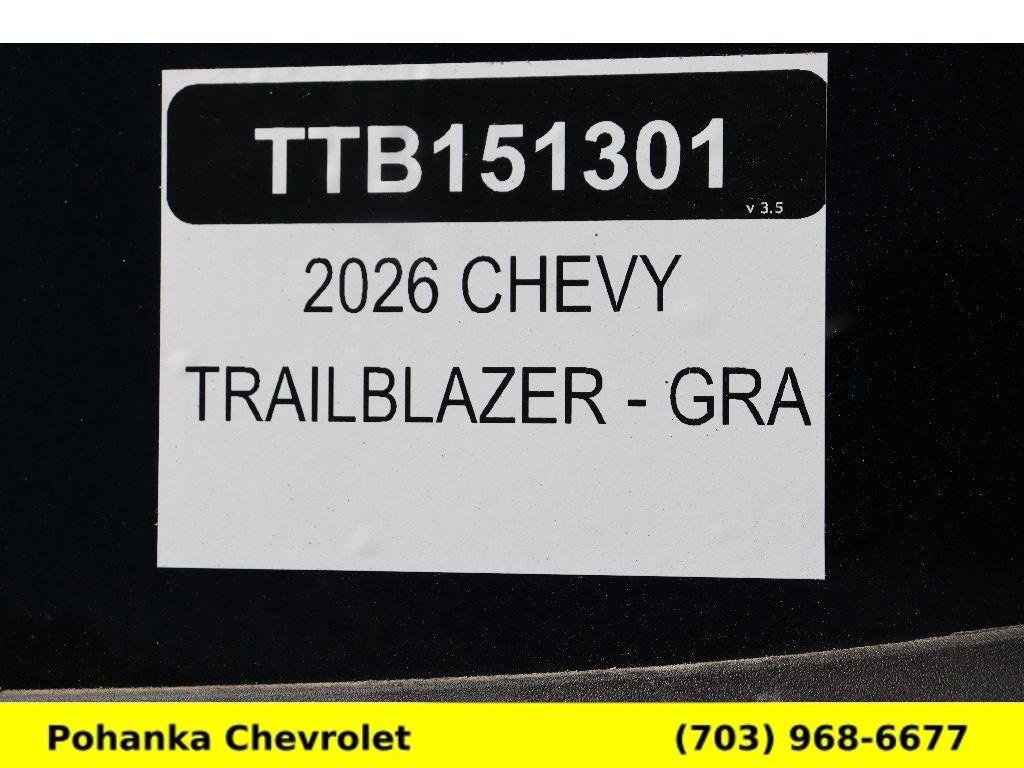 TTB151301
v 3.5
2026 CHEVY
TRAILBLAZER - GRA
Pohanka Chevrolet (703) 968-6677